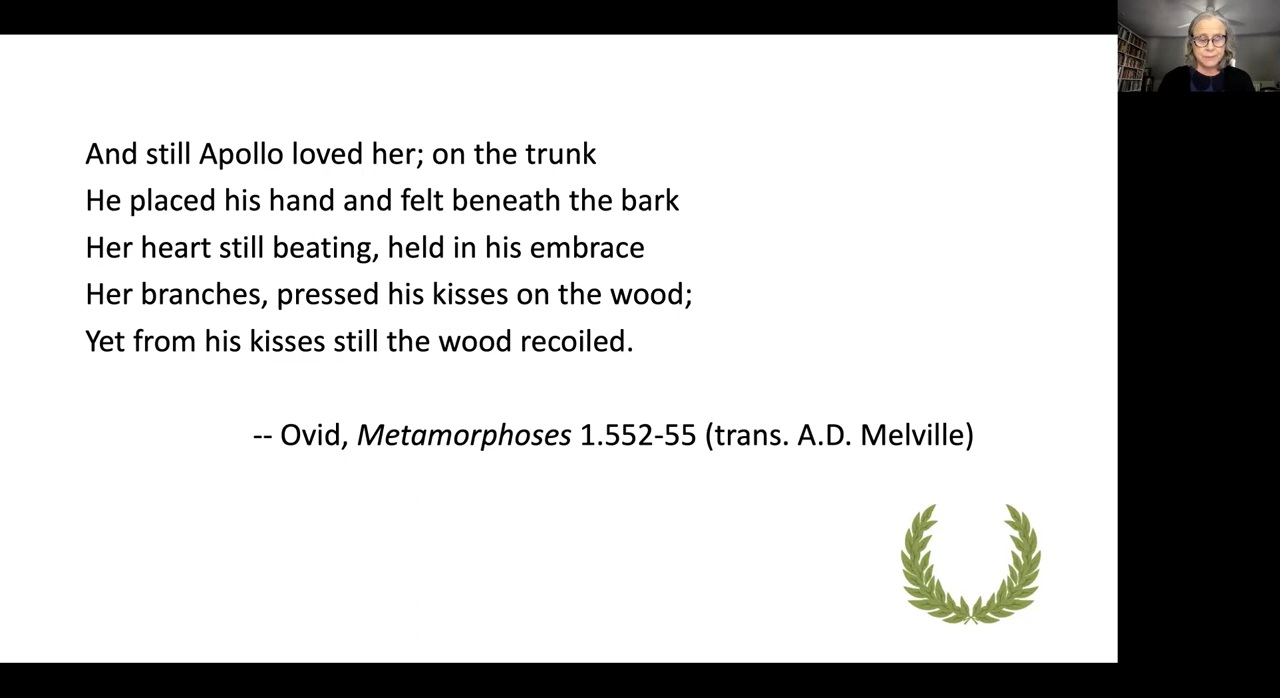 And still Apollo loved her; on the trunk
He placed his hand and felt beneath the bark
Her heart still beating, held in his embrace
Her branches, pressed his kisses on the wood;
Yet from his kisses still the wood recoiled.
-- Ovid, Metamorphoses 1.552-55 (trans. A.D. Melville)